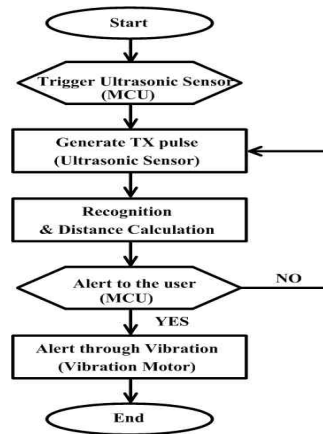 Start
Trigger Ultrasonic Sensor
(MCU)
Generate TX pulse
(Ultrasonic Sensor)
Recognition
& Distance Calculation
Alert to the user
(MCU)
NO
YES
Alert through Vibration
(Vibration Motor)
End